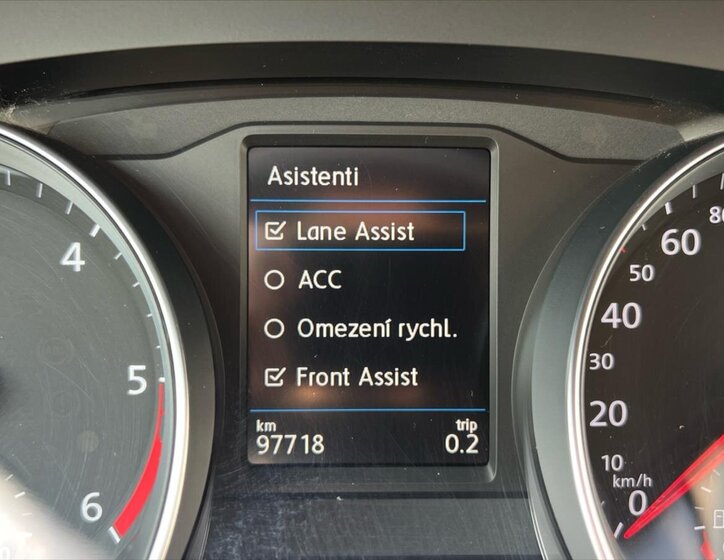 Asistenti
Lane Assist
ACC
Omezení rychl.
Front Assist
km
97718
trip
0.2
4
5
6
80
60
50
40
30
20
10
km/h
0